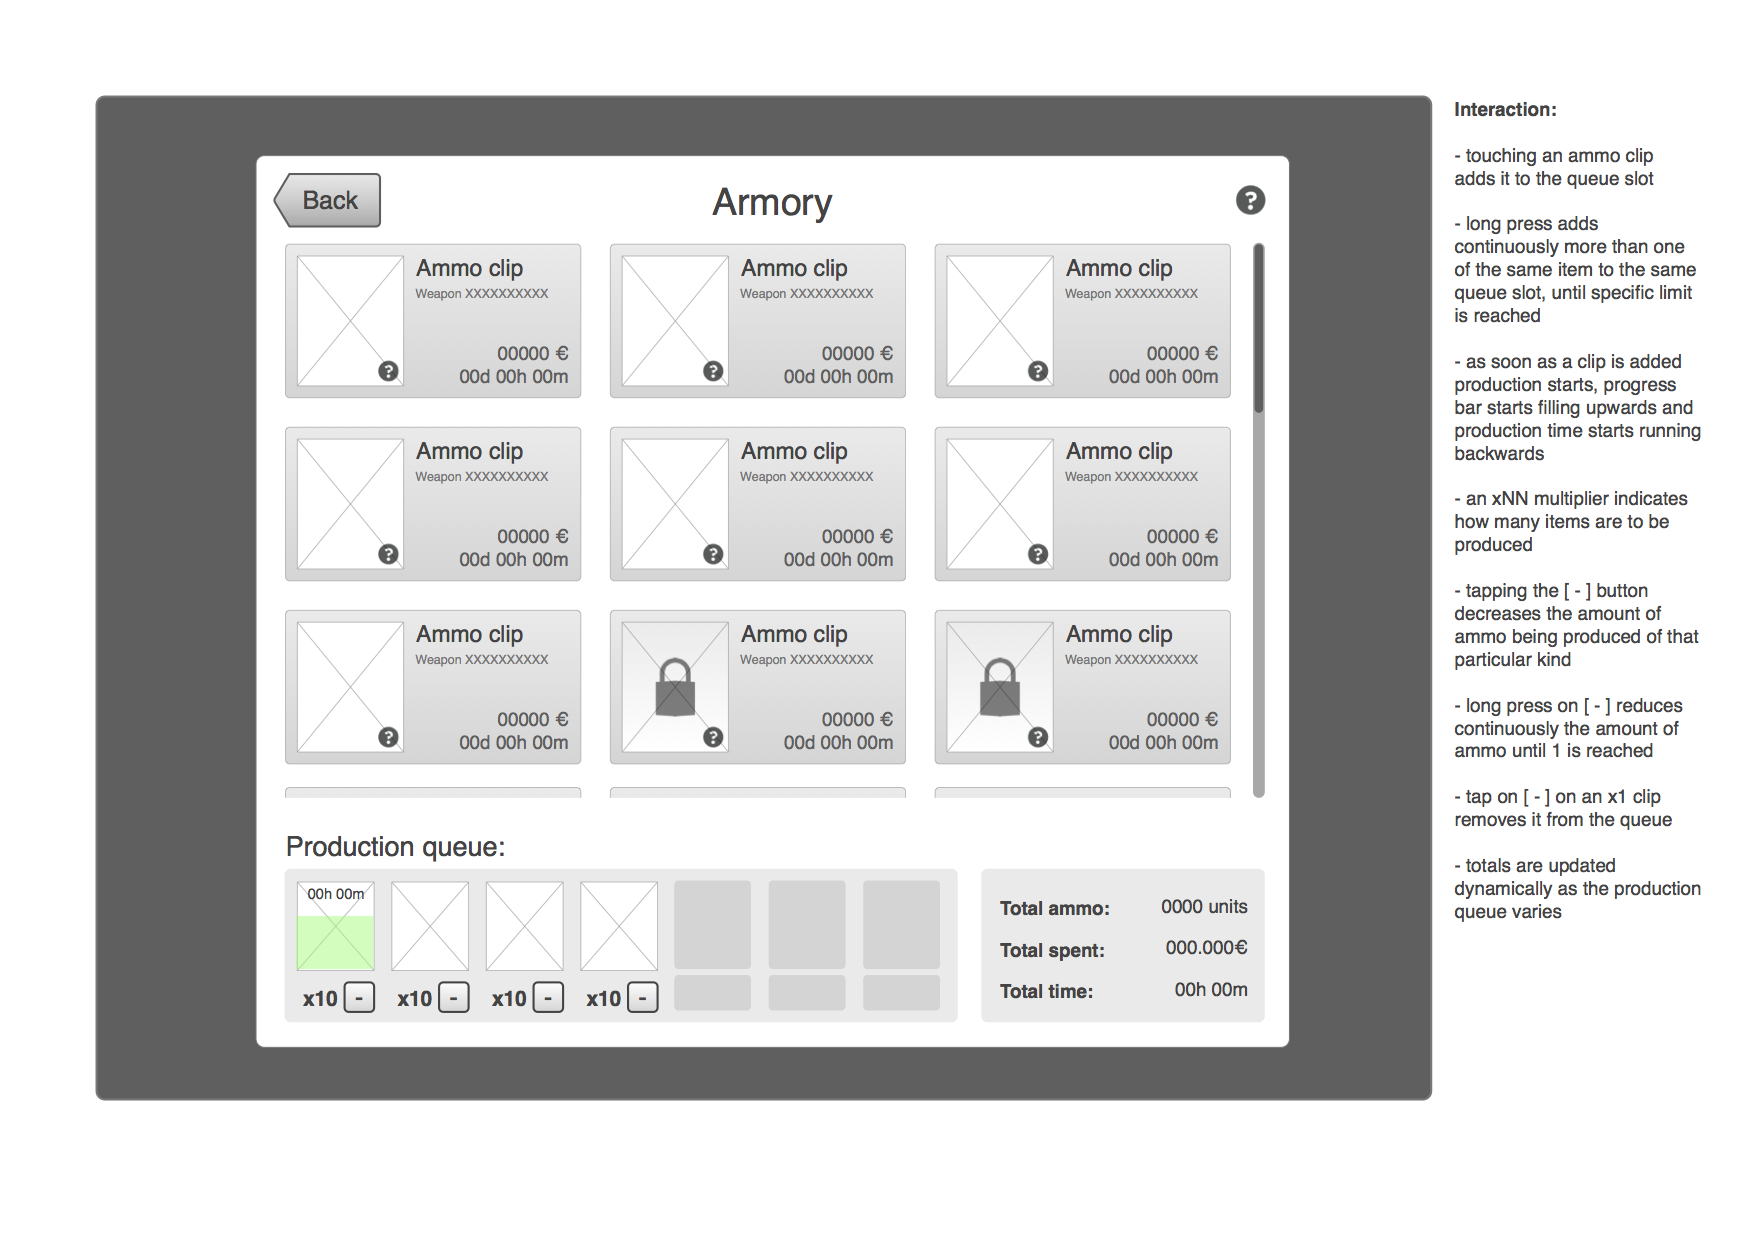 Back
Armory
?
Ammo clip
Weapon XXXXXXXXXX
00000 €
00d 00h 00m
?
Ammo clip
Weapon XXXXXXXXXX
00000 €
00d 00h 00m
?
Ammo clip
Weapon XXXXXXXXXX
00000 €
00d 00h 00m
?
Ammo clip
Weapon XXXXXXXXXX
00000 €
00d 00h 00m
?
Ammo clip
Weapon XXXXXXXXXX
00000 €
00d 00h 00m
?
Ammo clip
Weapon XXXXXXXXXX
00000 €
00d 00h 00m
?
Ammo clip
Weapon XXXXXXXXXX
00000 €
00d 00h 00m
?
Ammo clip
Weapon XXXXXXXXXX
00000 €
00d 00h 00m
?
Ammo clip
Weapon XXXXXXXXXX
00000 €
00d 00h 00m
?
Production queue:
00h 00m
x10 -
x10 -
x10 -
x10 -
Total ammo: 0000 units
Total spent: 000.000€
Total time: 00h 00m
Interaction:
- touching an ammo clip
adds it to the queue slot
- long press adds
continuously more than one
of the same item to the same
queue slot, until specific limit
is reached
- as soon as a clip is added
production starts, progress
bar starts filling upwards and
production time starts running
backwards
- an xNN multiplier indicates
how many items are to be
produced
- tapping the [ - ] button
decreases the amount of
ammo being produced of that
particular kind
- long press on [ - ] reduces
continuously the amount of
ammo until 1 is reached
- tap on [ - ] on an x1 clip
removes it from the queue
- totals are updated
dynamically as the production
queue varies